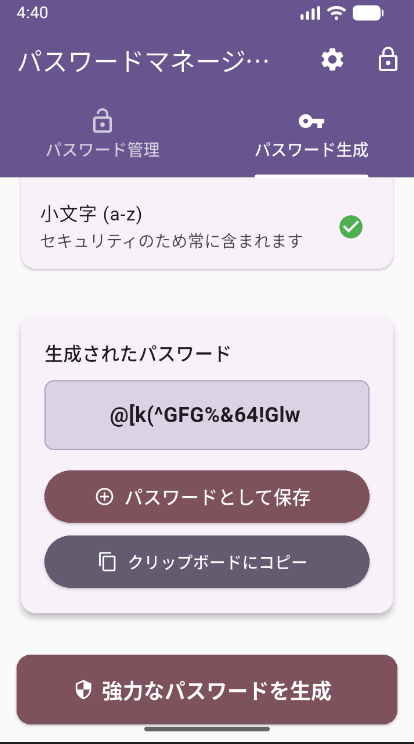 4:40
パスワードマネージ…
パスワード管理
パスワード生成
小文字 (a-z)
セキュリティのため常に含まれます
生成されたパスワード
@[k(^GFG%&64!Glw
パスワードとして保存
クリップボードにコピー
強力なパスワードを生成